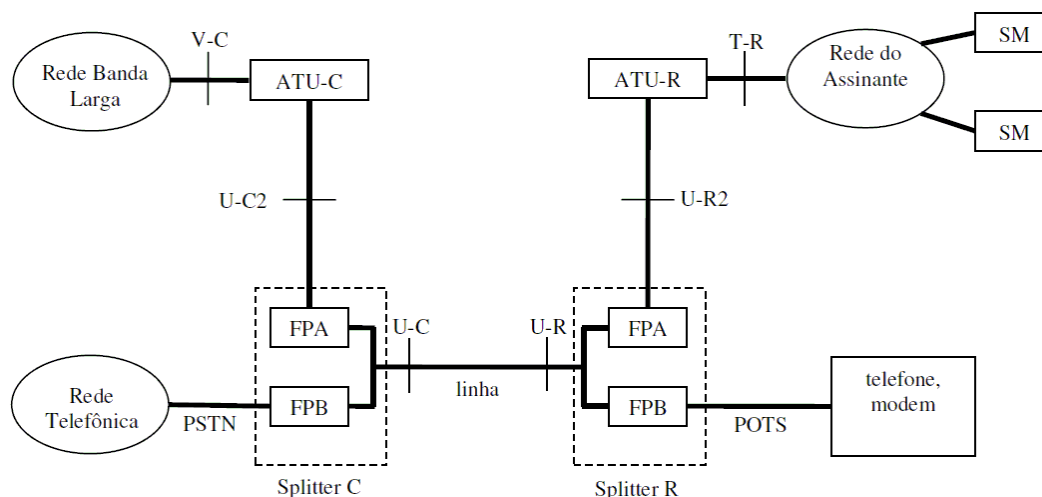 V-C
T-R
SM
Rede Banda
Larga
ATU-C
ATU-R
Rede do
Assinante
SM
U-C2
U-R2
FPA
U-C
U-R
FPA
Rede
Telefônica
PSTN
FPB
linha
FPB
POTS
telefone,
modem
Splitter C
Splitter R